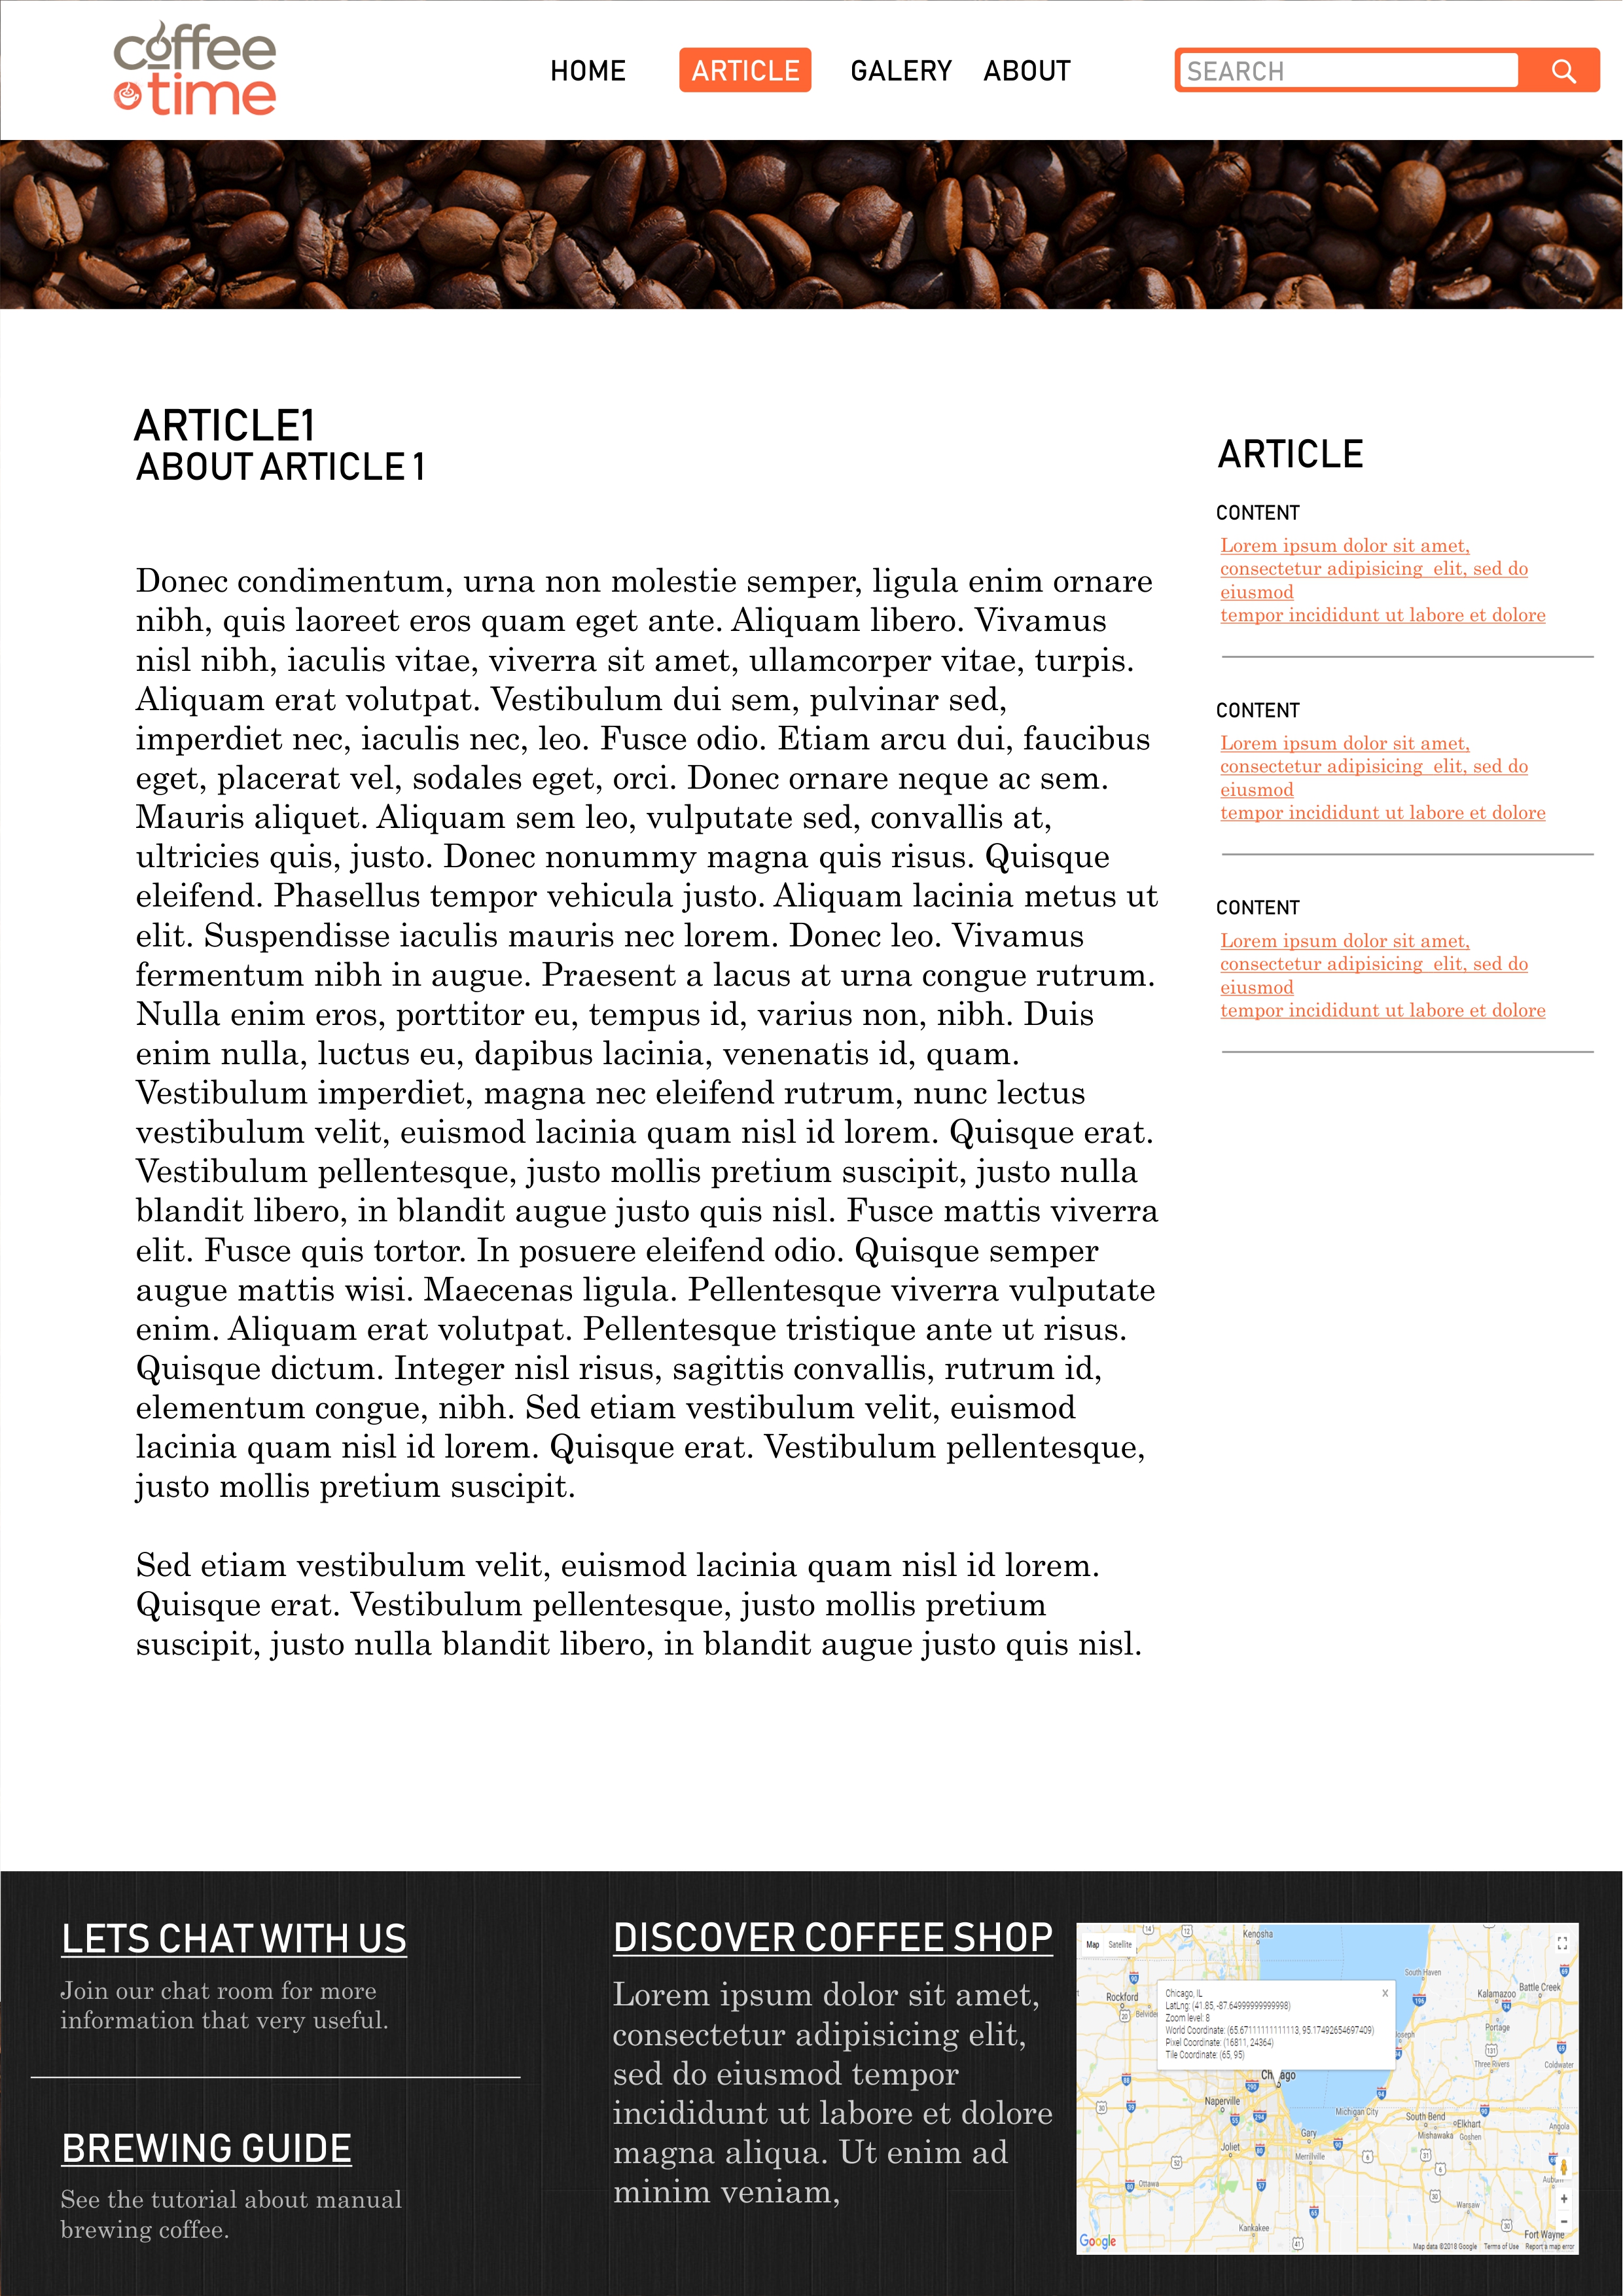 coffee
time
HOME ARTICLE GALERY ABOUT SEARCH
ARTICLE1
ABOUT ARTICLE 1
Donec condimentum, urna non molestie semper, ligula enim ornare
nibh, quis laoreet eros quam eget ante. Aliquam libero. Vivamus
nisl nibh, iaculis vitae, viverra sit amet, ullamcorper vitae, turpis.
Aliquam erat volutpat. Vestibulum dui sem, pulvinar sed,
imperdiet nec, iaculis nec, leo. Fusce odio. Etiam arcu dui, faucibus
eget, placerat vel, sodales eget, orci. Donec ornare neque ac sem.
Mauris aliquet. Aliquam sem leo, vulputate sed, convallis at,
ultricies quis, justo. Donec nonummy magna quis risus. Quisque
eleifend. Phasellus tempor vehicula justo. Aliquam lacinia metus ut
elit. Suspendisse iaculis mauris nec lorem. Donec leo. Vivamus
fermentum nibh in augue. Praesent a lacus at urna congue rutrum.
Nulla enim eros, porttitor eu, tempus id, varius non, nibh. Duis
enim nulla, luctus eu, dapibus lacinia, venenatis id, quam.
Vestibulum imperdiet, magna nec eleifend rutrum, nunc lectus
vestibulum velit, euismod lacinia quam nisl id lorem. Quisque erat.
Vestibulum pellentesque, justo mollis pretium suscipit, justo nulla
blandit libero, in blandit augue justo quis nisl. Fusce mattis viverra
elit. Fusce quis tortor. In posuere eleifend odio. Quisque semper
augue mattis wisi. Maecenas ligula. Pellentesque viverra vulputate
enim. Aliquam erat volutpat. Pellentesque tristique ante ut risus.
Quisque dictum. Integer nisl risus, sagittis convallis, rutrum id,
elementum congue, nibh. Sed etiam vestibulum velit, euismod
lacinia quam nisl id lorem. Quisque erat. Vestibulum pellentesque,
justo mollis pretium suscipit.
Sed etiam vestibulum velit, euismod lacinia quam nisl id lorem.
Quisque erat. Vestibulum pellentesque, justo mollis pretium
suscipit, justo nulla blandit libero, in blandit augue justo quis nisl.
ARTICLE
CONTENT
Lorem ipsum dolor sit amet,
consectetur adipisicing elit, sed do
eiusmod
tempor incididunt ut labore et dolore
CONTENT
Lorem ipsum dolor sit amet,
consectetur adipisicing elit, sed do
eiusmod
tempor incididunt ut labore et dolore
CONTENT
Lorem ipsum dolor sit amet,
consectetur adipisicing elit, sed do
eiusmod
tempor incididunt ut labore et dolore
LETS CHAT WITH US
Join our chat room for more
information that very useful.
BREWING GUIDE
See the tutorial about manual
brewing coffee.
DISCOVER COFFEE SHOP
Lorem ipsum dolor sit amet,
consectetur adipisicing elit,
sed do eiusmod tempor
incididunt ut labore et dolore
magna aliqua. Ut enim ad
minim veniam,
Map Satellite
Kenosha
South Haven
Battle Creek
Kalamazoo
Rockford
Belvide
Chicago, IL
LatLng: (41.85, -87.64999999999998)
Zoom level: 8
World Coordinate: (65.67111111111113, 95.17492654697409)
Pixel Coordinate: (16811, 24364)
Tile Coordinate: (65, 95)
Portage
Three Rivers
Coldwater
Naperville
Michigan City
South Bend
Elkhart
Mishawaka
Goshen
Angola
Gary
Joliet
Merrillville
Ottawa
Warsaw
Kankakee
Fort Wayne
Google
Map data ©2018 Google Terms of Use Report a map error